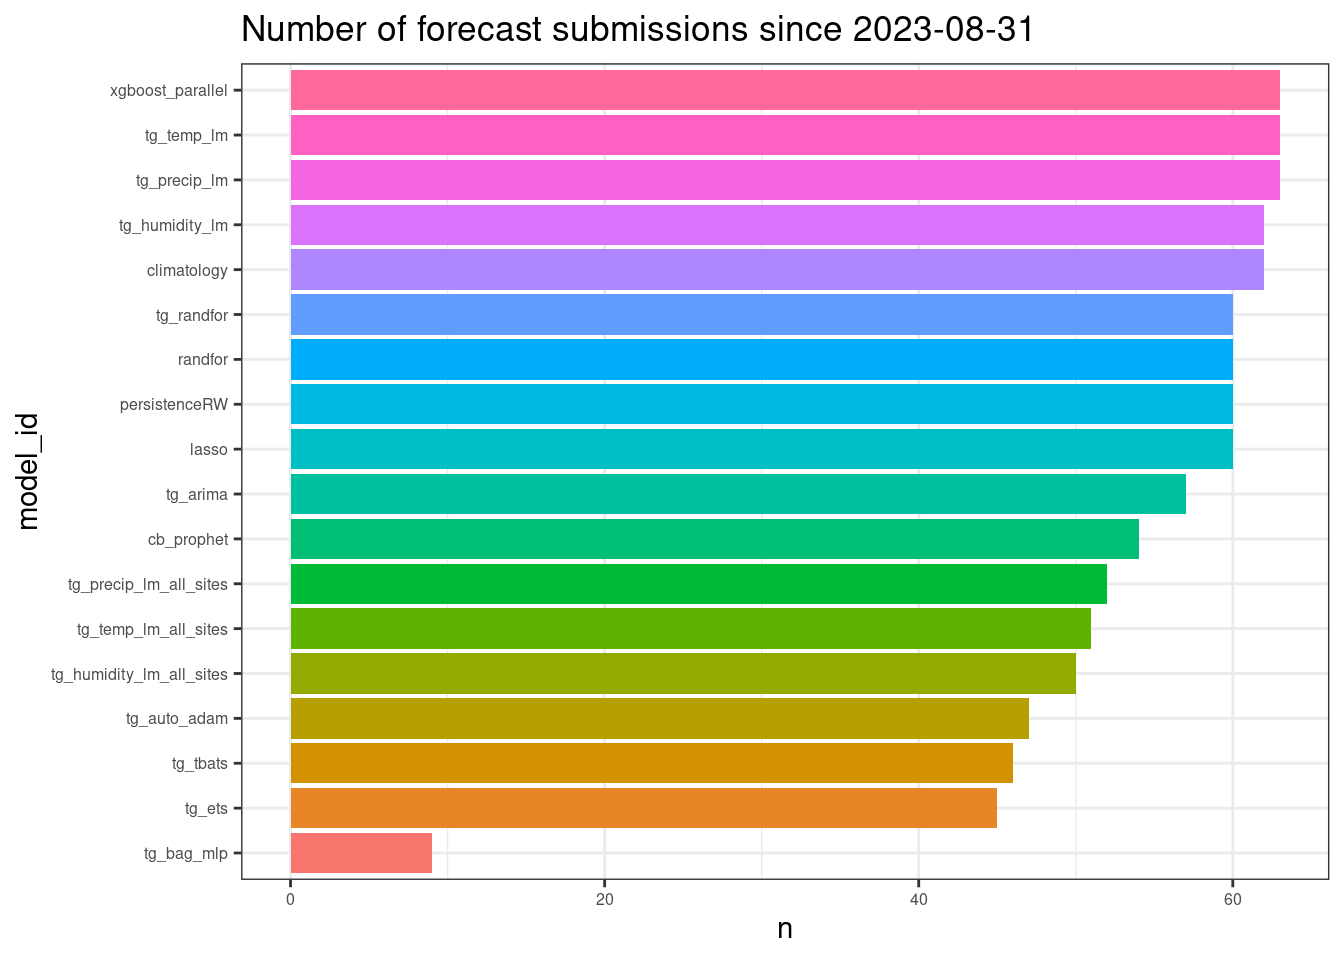 Number of forecast submissions since 2023-08-31
xgboost_parallel
tg_temp_lm
tg_precip_lm
tg_humidity_lm
climatology
tg_randfor
randfor
persistenceRW
lasso
tg_arima
cb_prophet
tg_precip_lm_all_sites
tg_temp_lm_all_sites
tg_humidity_lm_all_sites
tg_auto_adam
tg_tbats
tg_ets
tg_bag_mlp
model_id
0 20 40 60
n